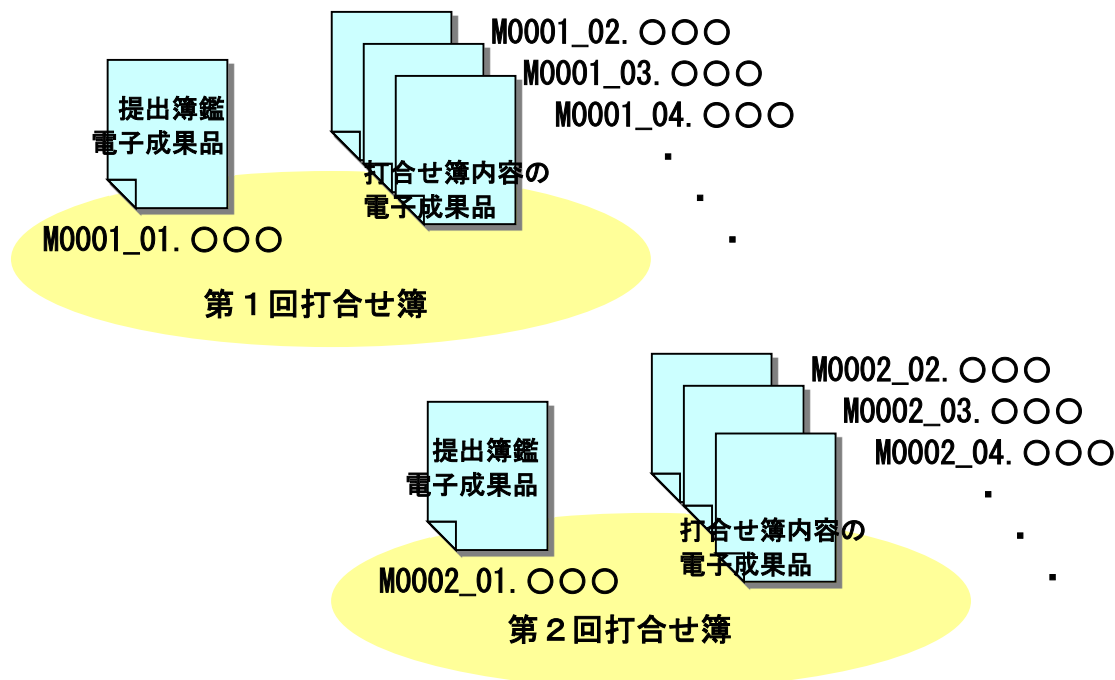 M0001_02.○○○
M0001_03.○○○
M0001_04.○○○
提出簿鑑
電子成果品
打合せ簿内容の
電子成果品
M0001_01.○○○
第1回打合せ簿
M0002_02.○○○
M0002_03.○○○
M0002_04.○○○
提出簿鑑
電子成果品
打合せ簿内容の
電子成果品
M0002_01.○○○
第2回打合せ簿